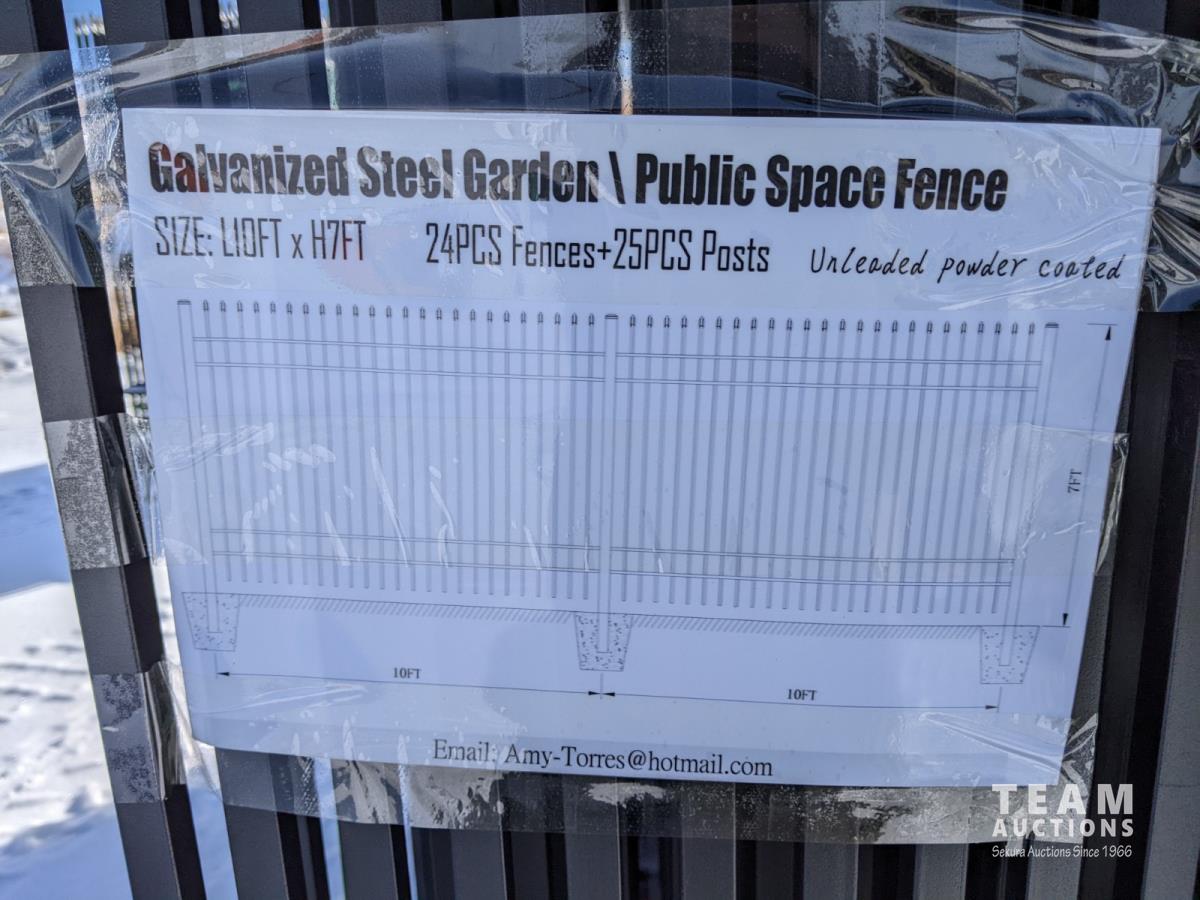 Galvanized Steel Garden \ Public Space Fence
SIZE: L10FT x H7FT 24PCS Fences+25PCS Posts Unleaded powder coated
7FT
10FT
10FT
Email: Amy-Torres@hotmail.com
TEAM
AUCTIONS
Sekura Auctions Since 1966